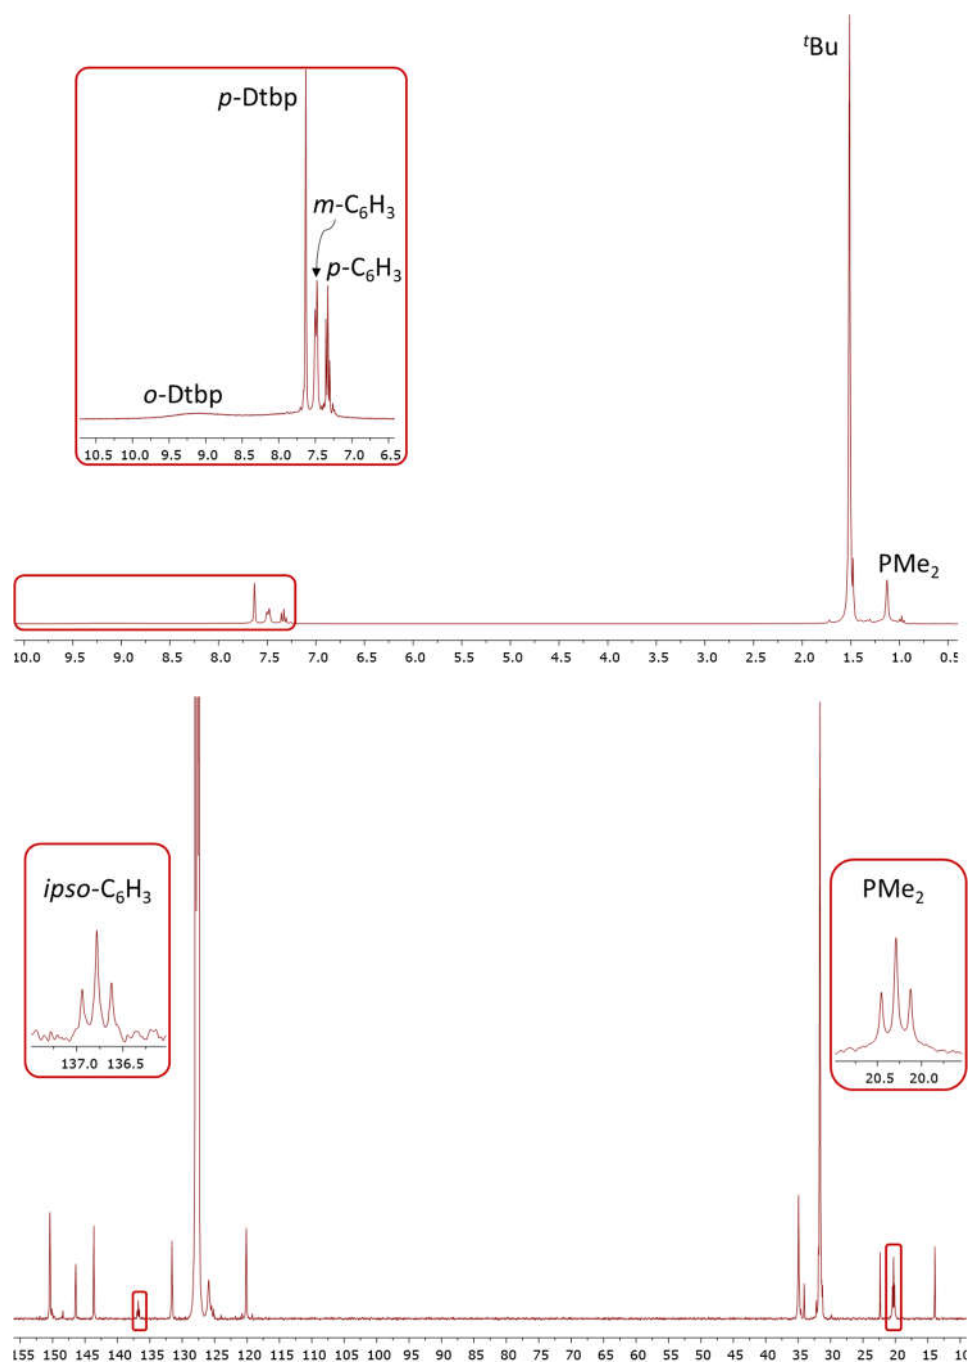 ᵗBu
p-Dtbp
m-C₆H₃
p-C₆H₃
o-Dtbp
10.5 10.0 9.5 9.0 8.5 8.0 7.5 7.0 6.5
PMe₂
10.0 9.5 9.0 8.5 8.0 7.5 7.0 6.5 6.0 5.5 5.0 4.5 4.0 3.5 3.0 2.5 2.0 1.5 1.0 0.5
ipso-C₆H₃
137.0 136.5
PMe₂
20.5 20.0
155 150 145 140 135 130 125 120 115 110 105 100 95 90 85 80 75 70 65 60 55 50 45 40 35 30 25 20 15 10